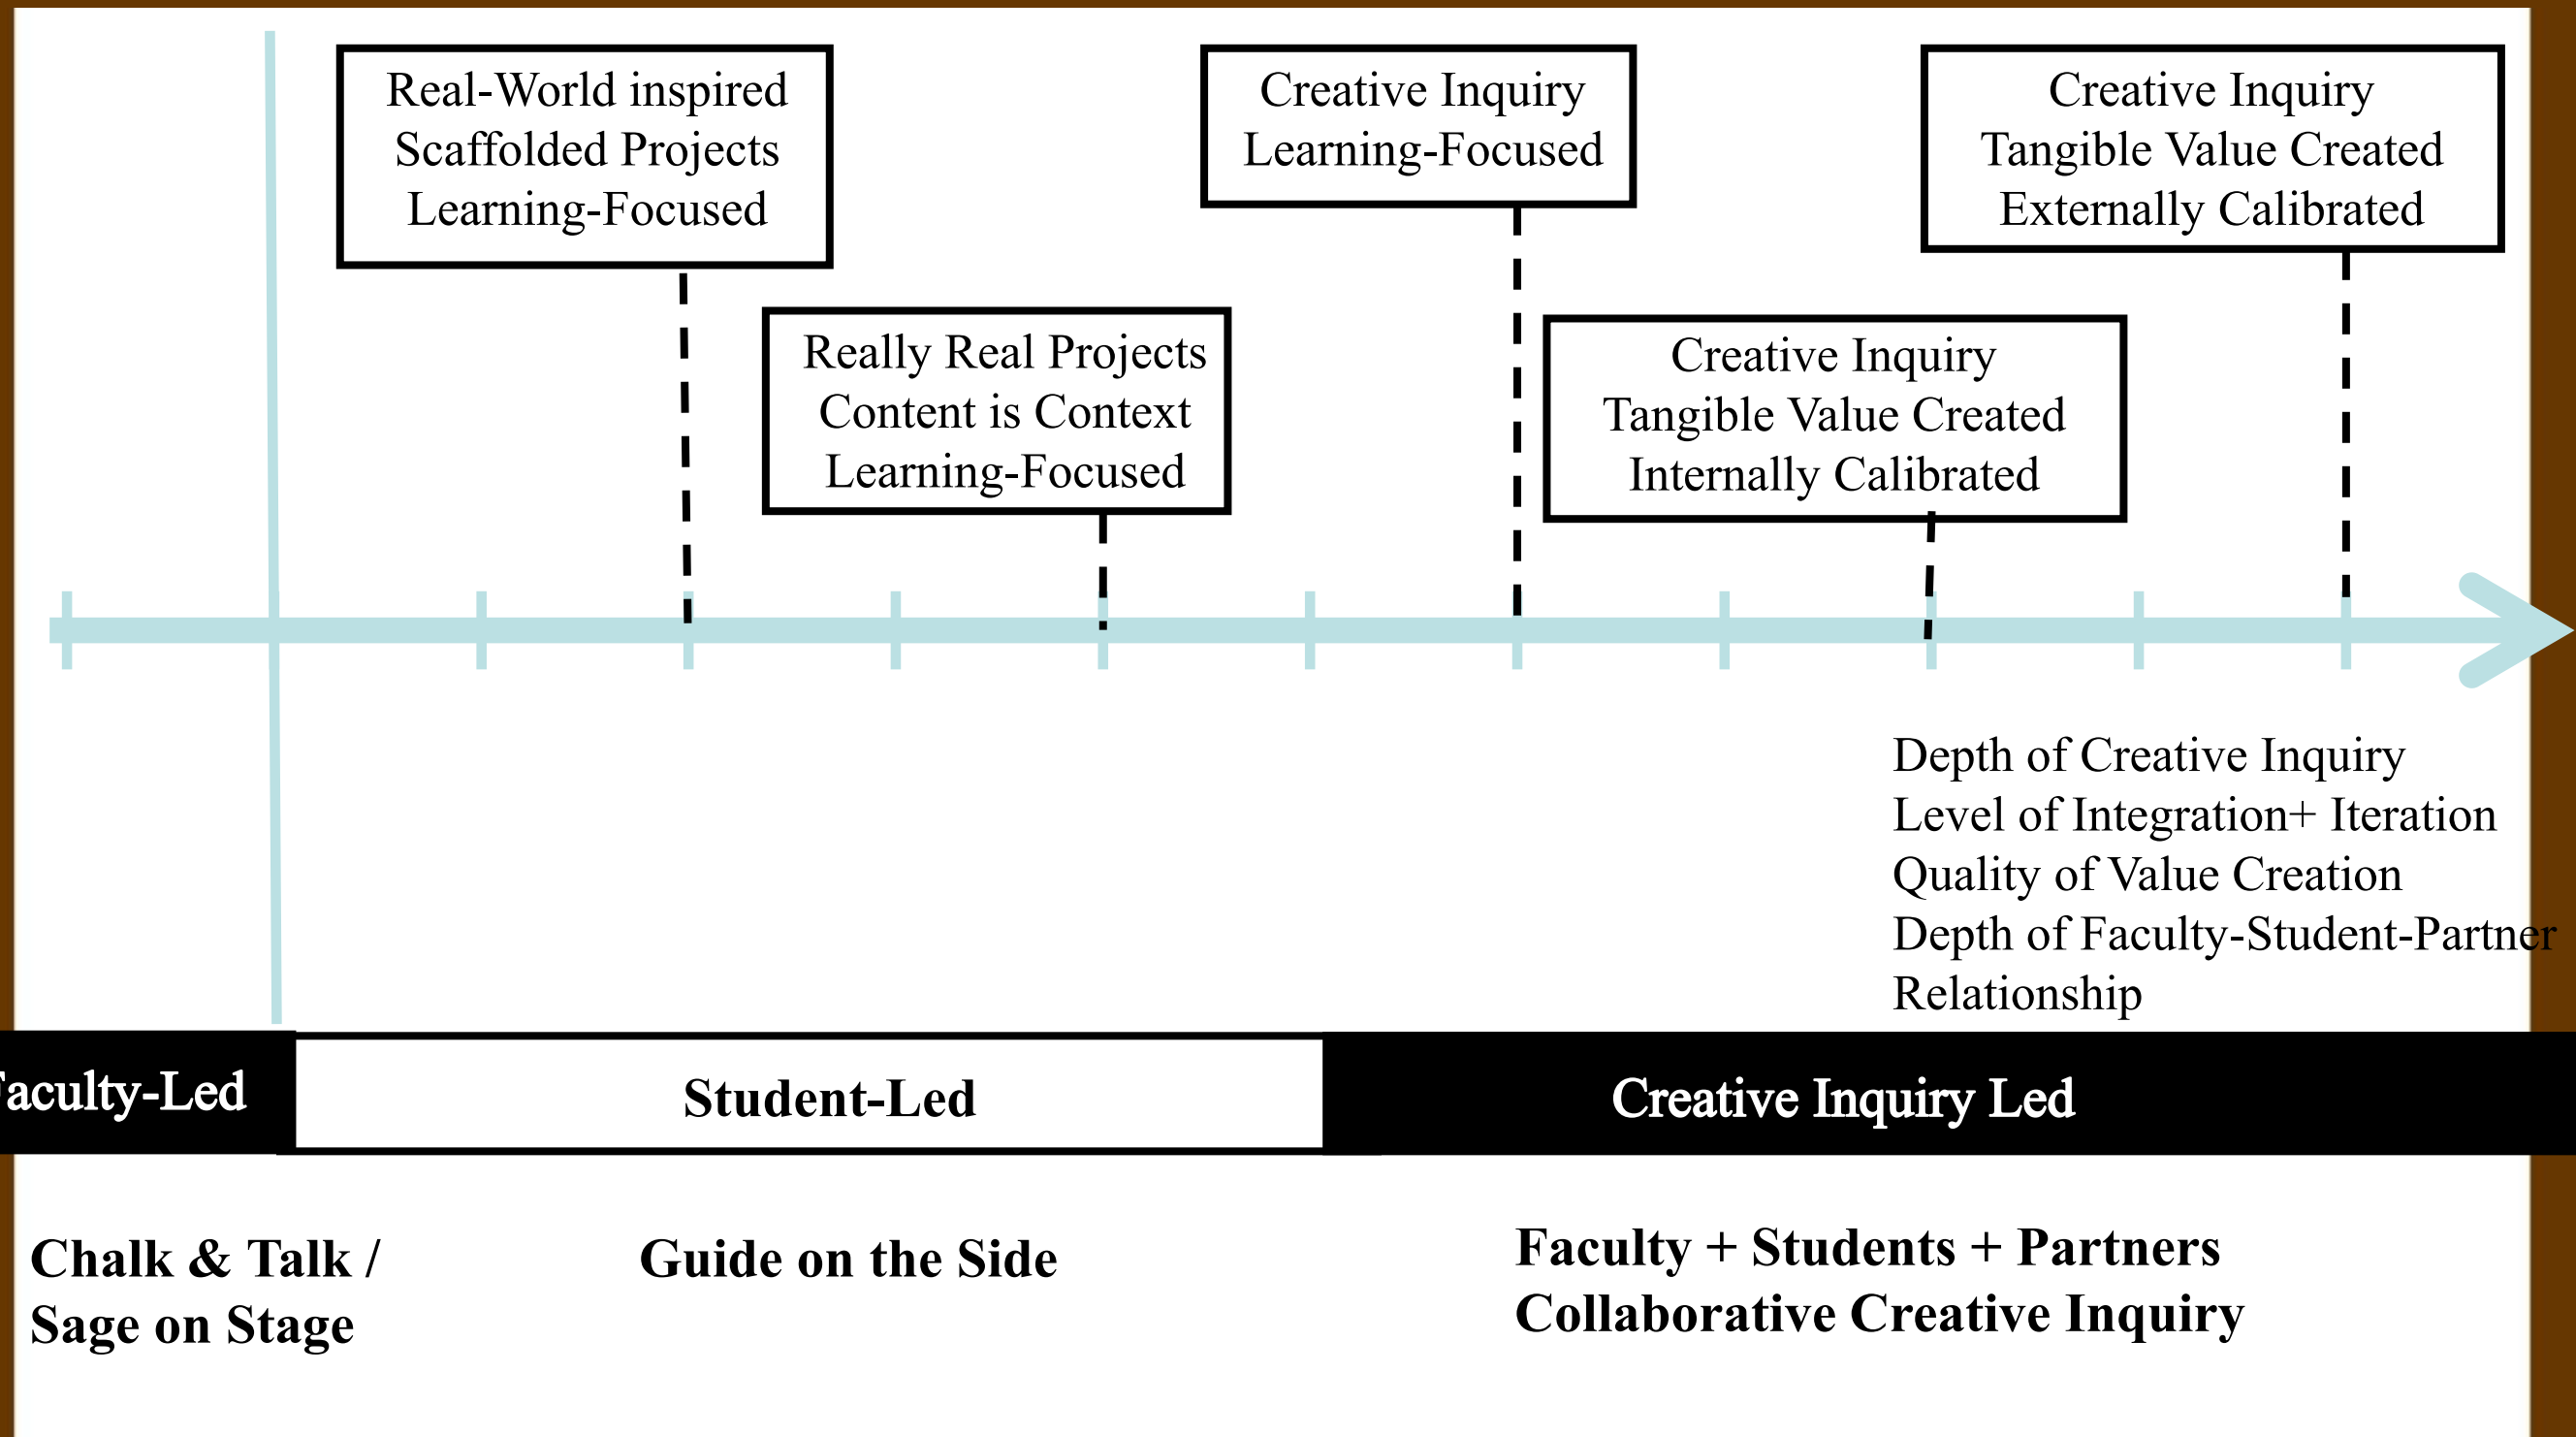 Real-World inspired
Scaffolded Projects
Learning-Focused
Really Real Projects
Content is Context
Learning-Focused
Creative Inquiry
Learning-Focused
Creative Inquiry
Tangible Value Created
Internally Calibrated
Creative Inquiry
Tangible Value Created
Externally Calibrated
Depth of Creative Inquiry
Level of Integration+ Iteration
Quality of Value Creation
Depth of Faculty-Student-Partner
Relationship
Faculty-Led
Student-Led
Creative Inquiry Led
Chalk & Talk /
Sage on Stage
Guide on the Side
Faculty + Students + Partners
Collaborative Creative Inquiry